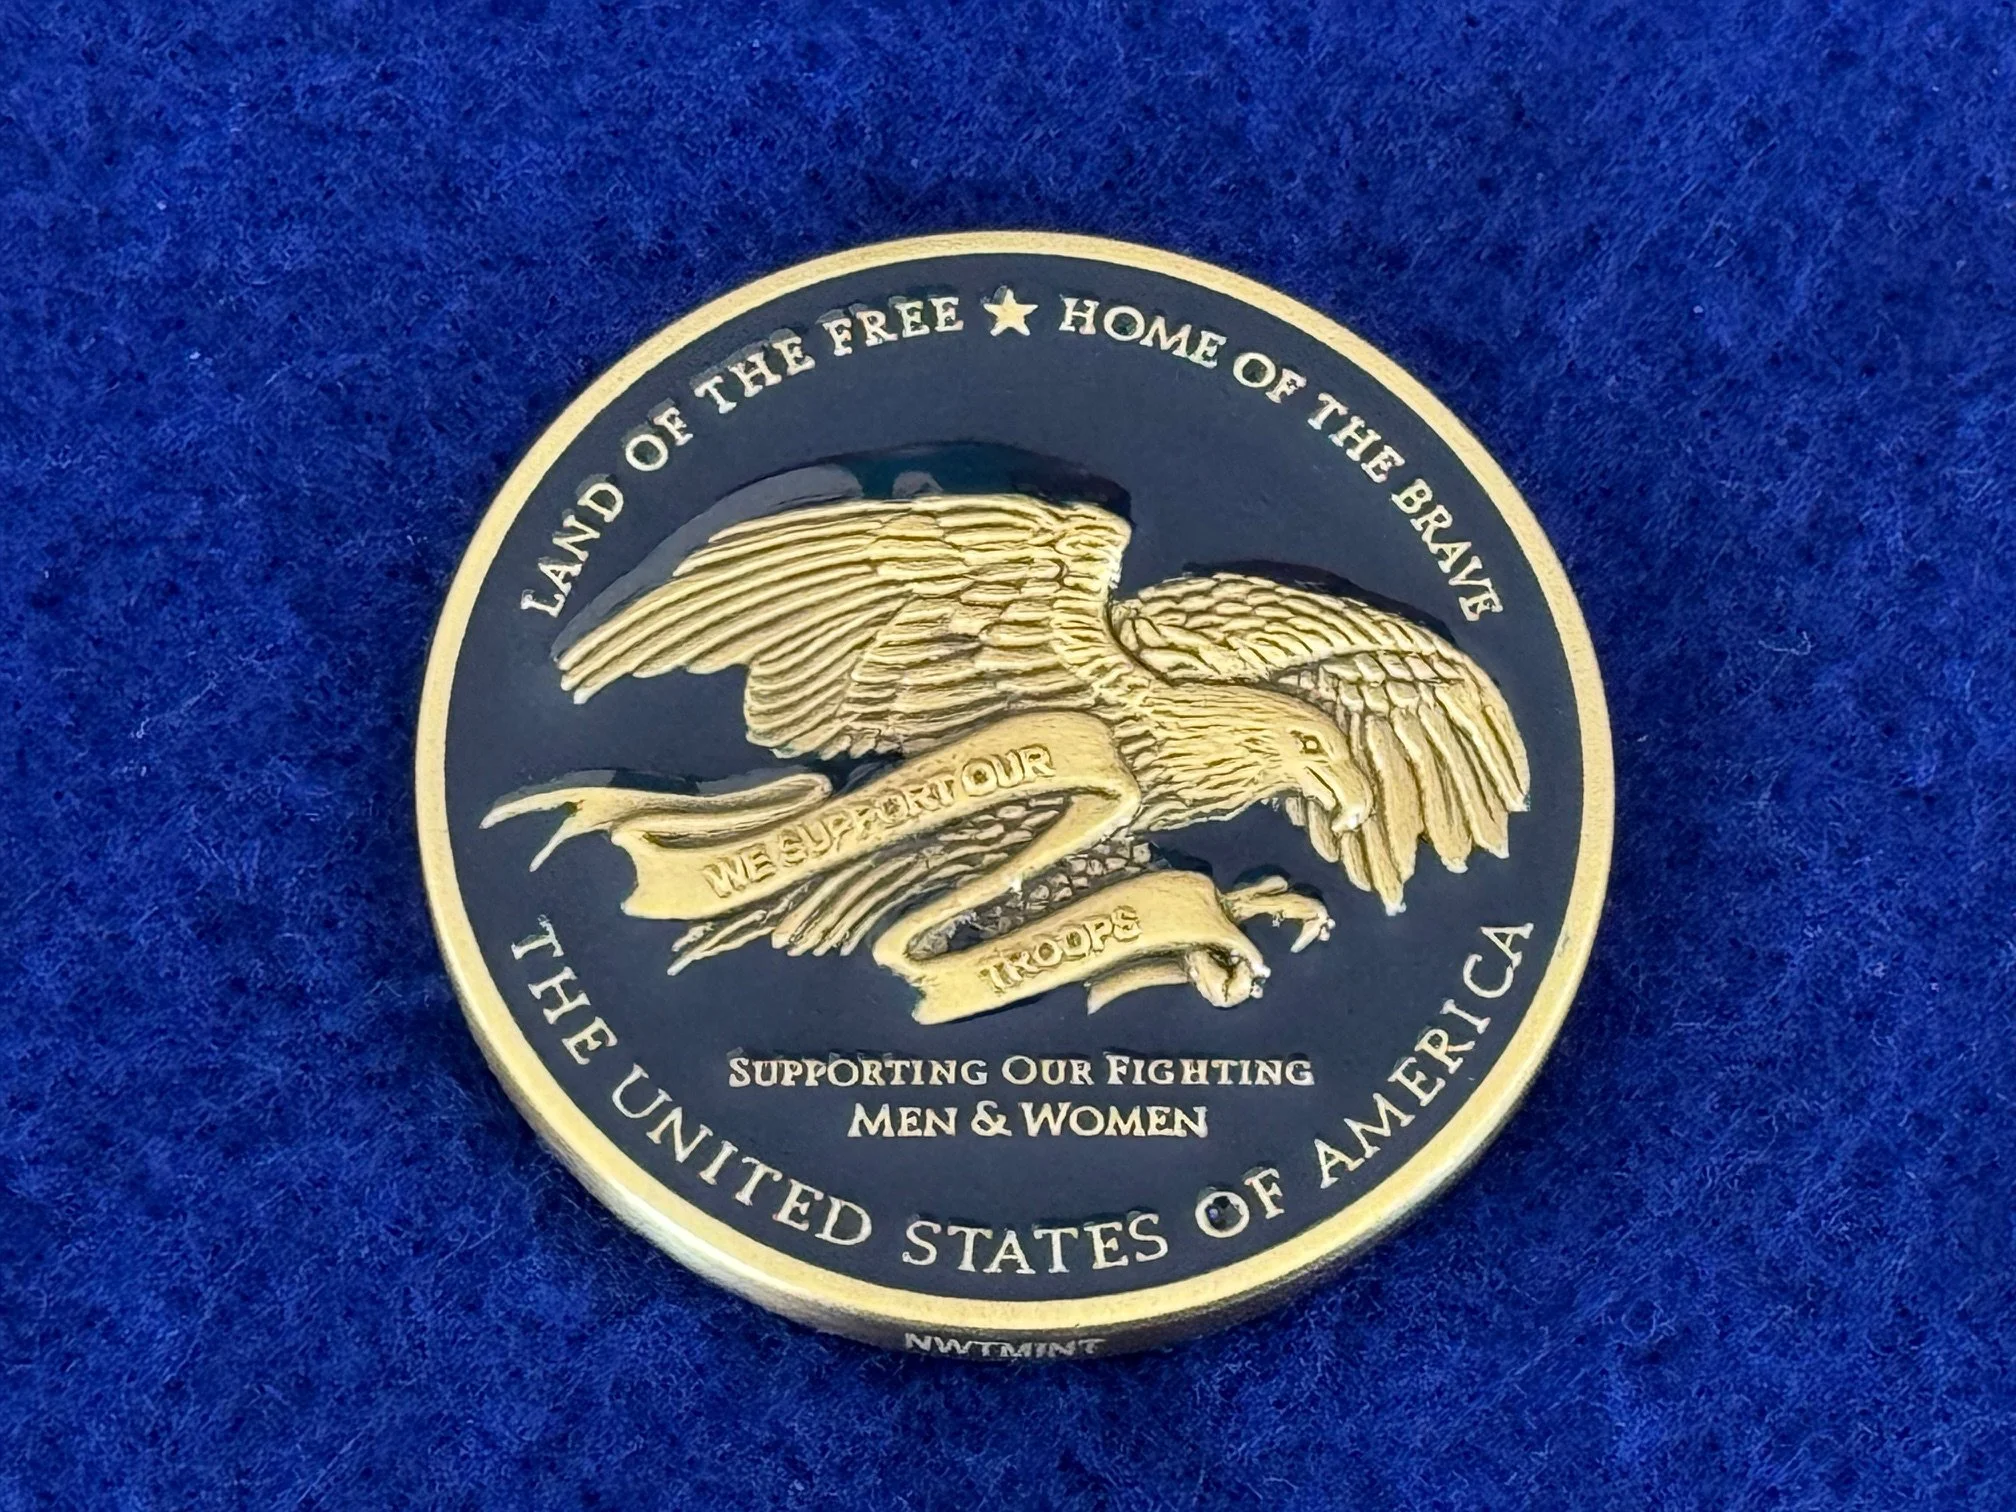 LAND OF THE FREE ★ HOME OF THE BRAVE
WE SUPPORT OUR
TROOPS
SUPPORTING OUR FIGHTING
MEN & WOMEN
THE UNITED STATES OF AMERICA
NWTMINT